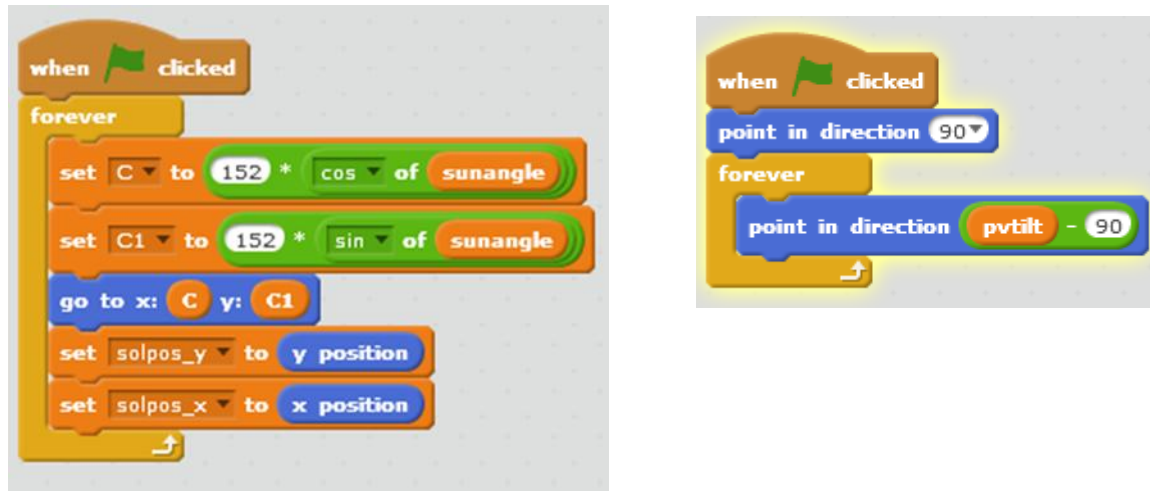 when clicked
forever
set C to 152 * cos of sunangle
set C1 to 152 * sin of sunangle
go to x: C y: C1
set solpos_y to y position
set solpos_x to x position
when clicked
point in direction 90
forever
point in direction pvtilt - 90